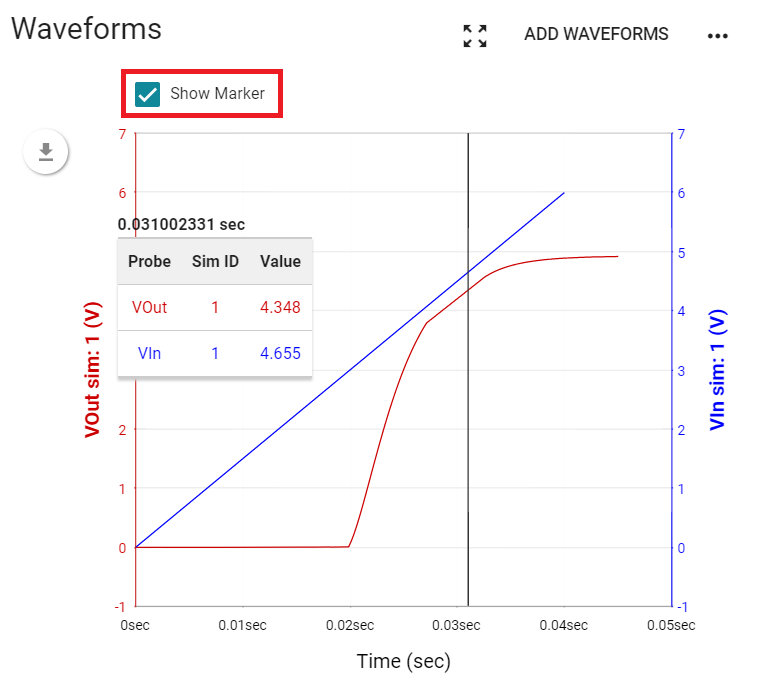 Waveforms
ADD WAVEFORMS
Show Marker
7
7
6
6
0.031002331 sec
Probe Sim ID Value
5
VOut 1 4.348
4
VIn 1 4.655
3
2
2
1
1
0
0
-1
-1
VOut sim: 1 (V)
VIn sim: 1 (V)
0sec 0.01sec 0.02sec 0.03sec 0.04sec 0.05sec
Time (sec)